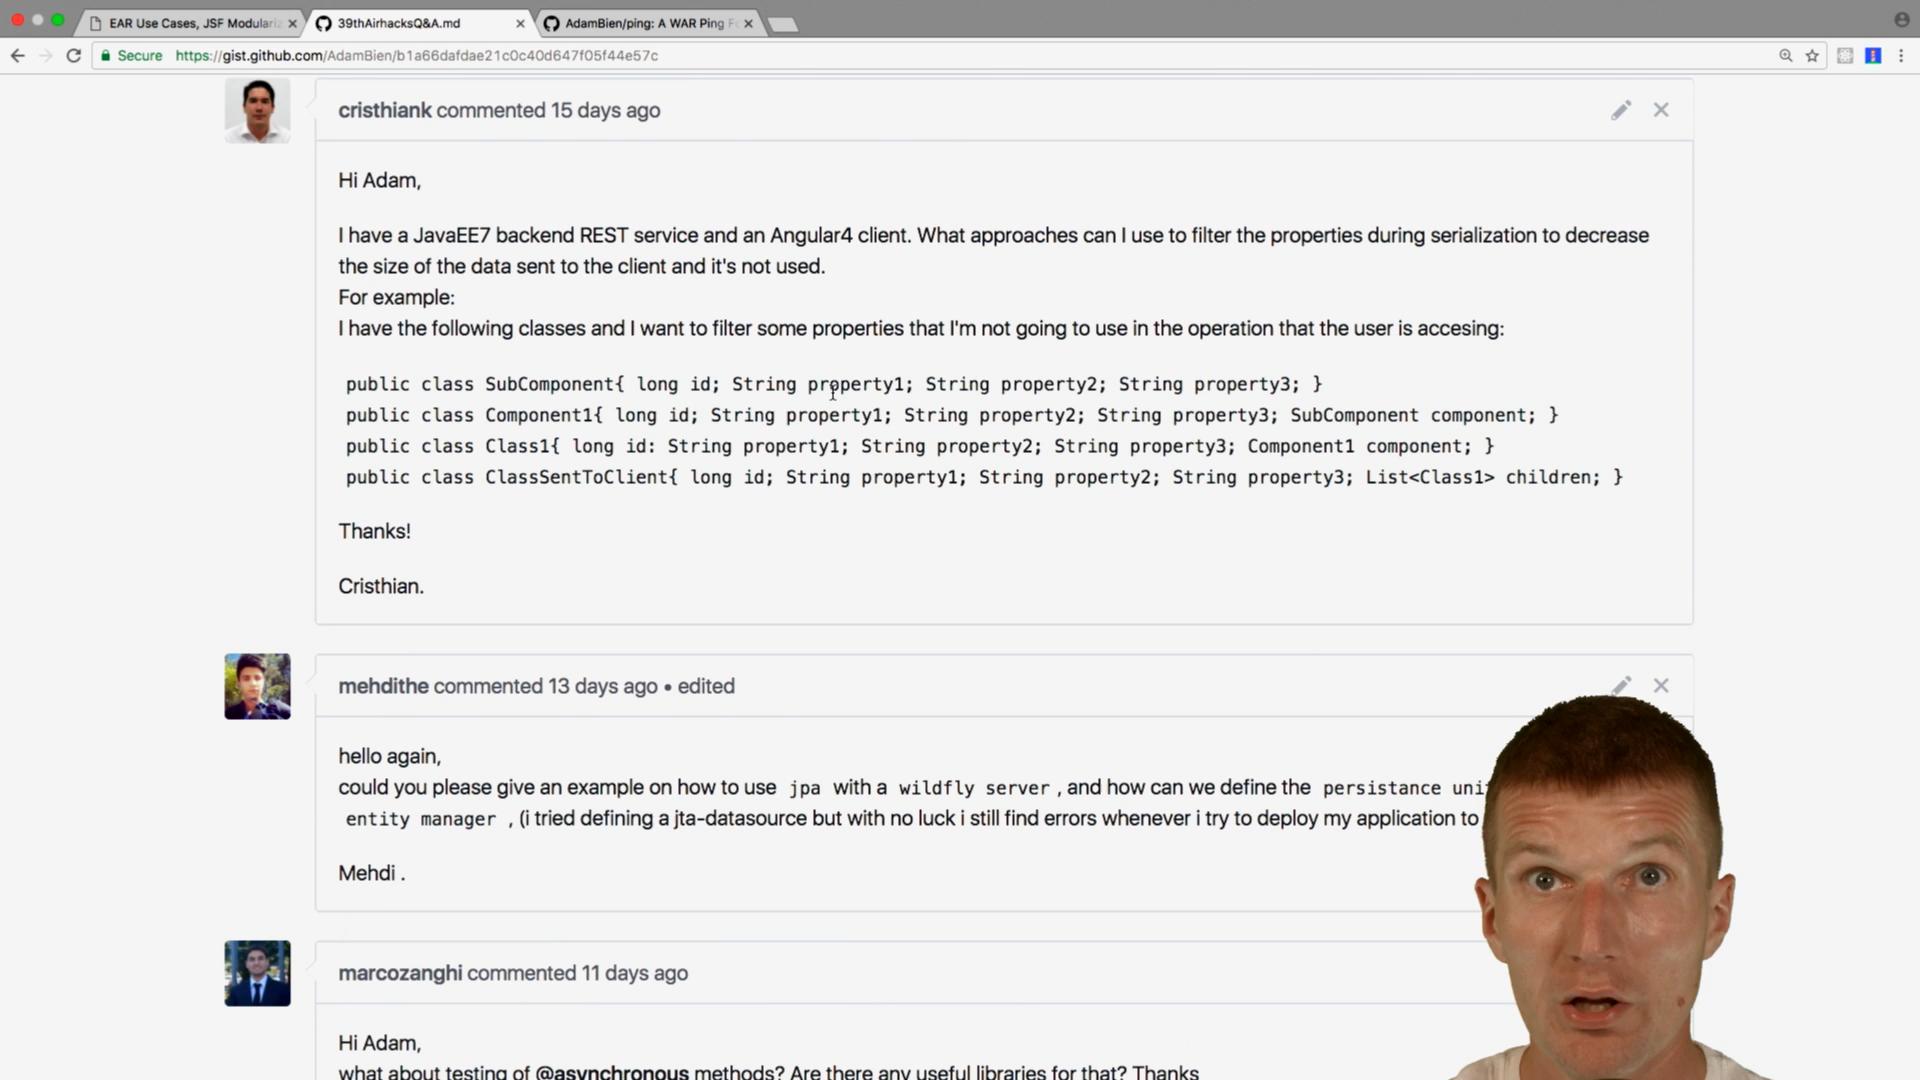 EAR Use Cases, JSF Modulari
39thAirhacksQ&A.md
AdamBien/ping: A WAR Ping F
Secure https://gist.github.com/AdamBien/b1a66dafdae21c0c40d647f05f44e57c
cristhiank commented 15 days ago
Hi Adam,
I have a JavaEE7 backend REST service and an Angular4 client. What approaches can I use to filter the properties during serialization to decrease
the size of the data sent to the client and it's not used.
For example:
I have the following classes and I want to filter some properties that I'm not going to use in the operation that the user is accesing:
public class SubComponent{ long id; String property1; String property2; String property3; }
public class Component1{ long id; String property1; String property2; String property3; SubComponent component; }
public class Class1{ long id: String property1; String property2; String property3; Component1 component; }
public class ClassSentToClient{ long id; String property1; String property2; String property3; List<Class1> children; }
Thanks!
Cristhian.
mehdithe commented 13 days ago • edited
hello again,
could you please give an example on how to use jpa with a wildfly server , and how can we define the persistance uni
entity manager , (i tried defining a jta-datasource but with no luck i still find errors whenever i try to deploy my application to
Mehdi .
marcozanghi commented 11 days ago
Hi Adam,
what about testing of @asynchronous methods? Are there any useful libraries for that? Thanks